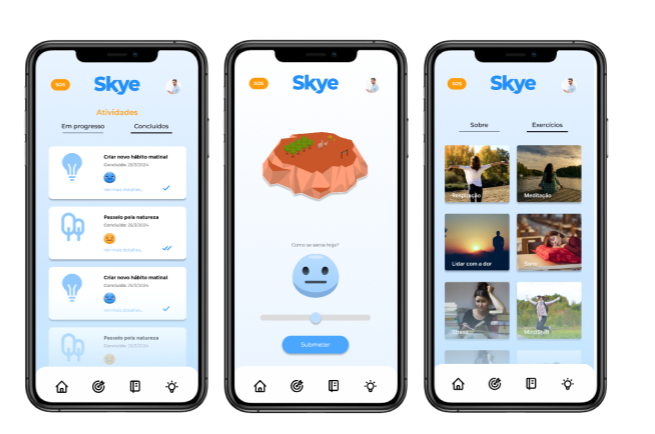 SOS
Skye
Atividades
Em progresso
Concluídos
Criar novo hábito matinal
Concluído: 25/3/2024
Ver mais detalhes...
Passeio pela natureza
Concluído: 25/3/2024
Ver mais detalhes...
Criar novo hábito matinal
Concluído: 25/3/2024
Ver mais detalhes...
Passeio pela natureza
Concluído: 25/3/2024
SOS
Skye
Como se sente hoje?
Submeter
SOS
Skye
Sobre
Exercícios
Respiração
Meditação
Lidar com a dor
Sono